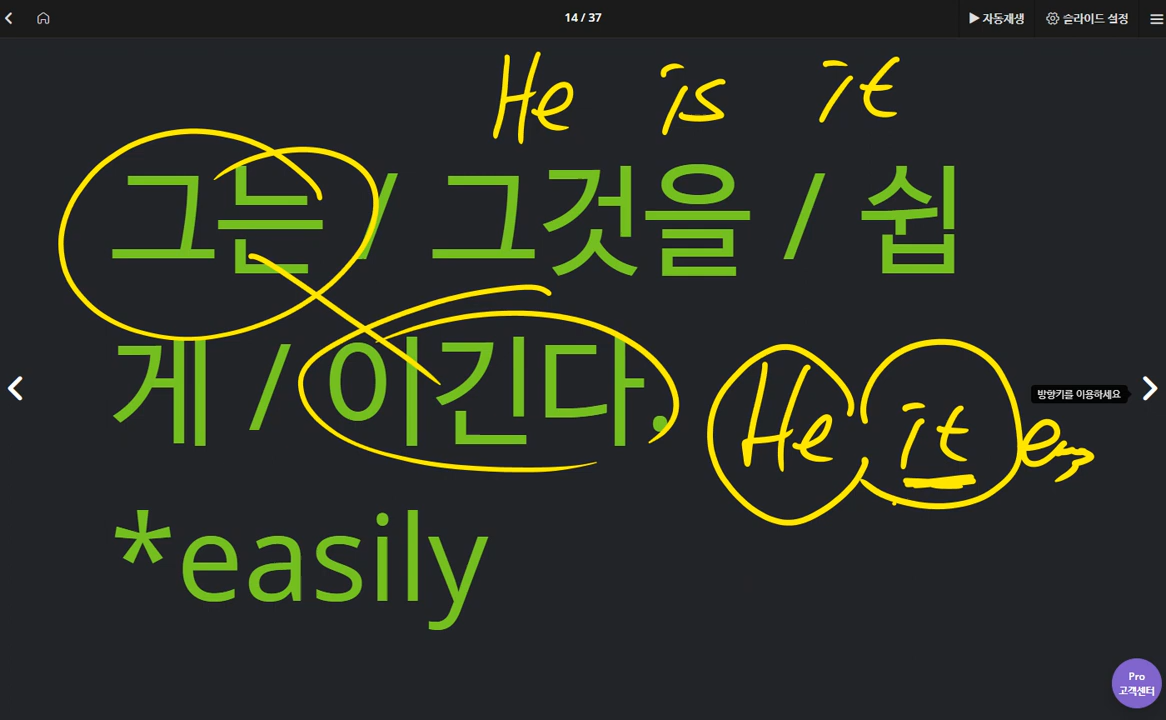 14 / 37
▶ 자동재생
슬라이드 설정
He is it
그는 / 그것을 / 쉽
게 / 이긴다.
He, it
방향키를 이용하세요
*easily
Pro
고객센터